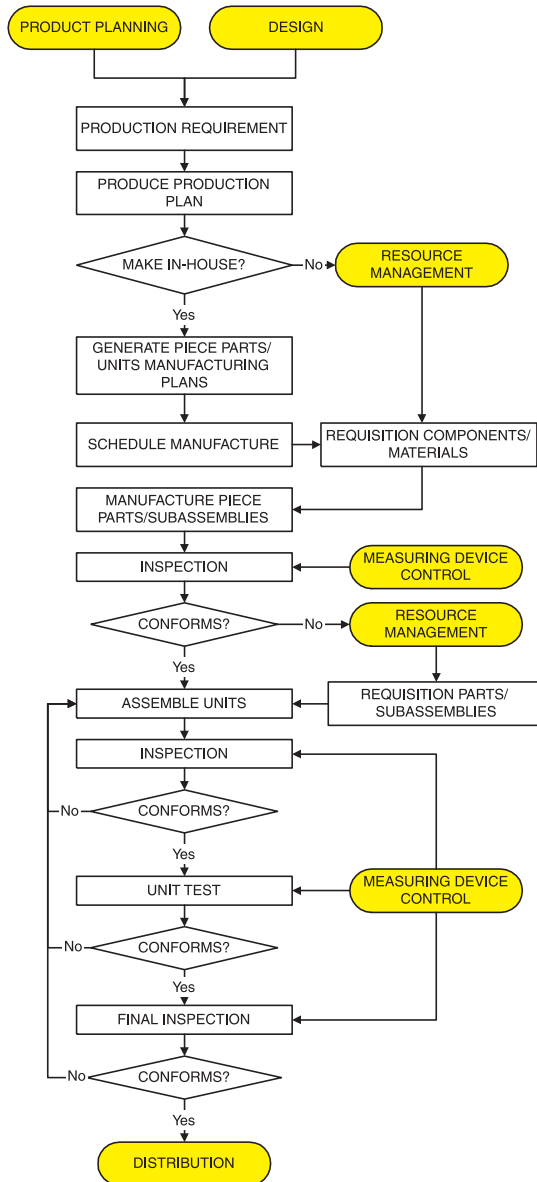 PRODUCT PLANNING
DESIGN
PRODUCTION REQUIREMENT
PRODUCE PRODUCTION
PLAN
MAKE IN-HOUSE?
No
RESOURCE
MANAGEMENT
Yes
GENERATE PIECE PARTS/
UNITS MANUFACTURING
PLANS
SCHEDULE MANUFACTURE
REQUISITION COMPONENTS/
MATERIALS
MANUFACTURE PIECE
PARTS/SUBASSEMBLIES
INSPECTION
MEASURING DEVICE
CONTROL
CONFORMS?
No
RESOURCE
MANAGEMENT
Yes
ASSEMBLE UNITS
REQUISITION PARTS/
SUBASSEMBLIES
INSPECTION
No
CONFORMS?
Yes
UNIT TEST
MEASURING DEVICE
CONTROL
No
CONFORMS?
Yes
FINAL INSPECTION
No
CONFORMS?
Yes
DISTRIBUTION